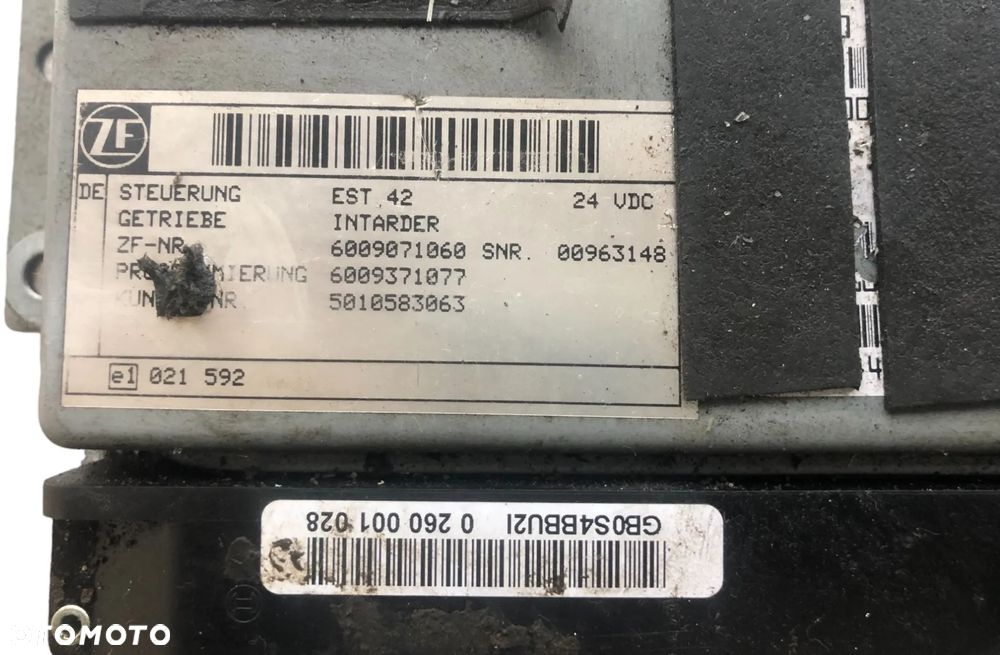 ZF
DE STEUERUNG EST 42 24 VDC
GETRIEBE INTARDER
ZF-NR. 6009071060 SNR. 00963148
6009371077
5010583063
e1 021 592
GB0S4BBU2I 0 260 001 028
OTOMOTO